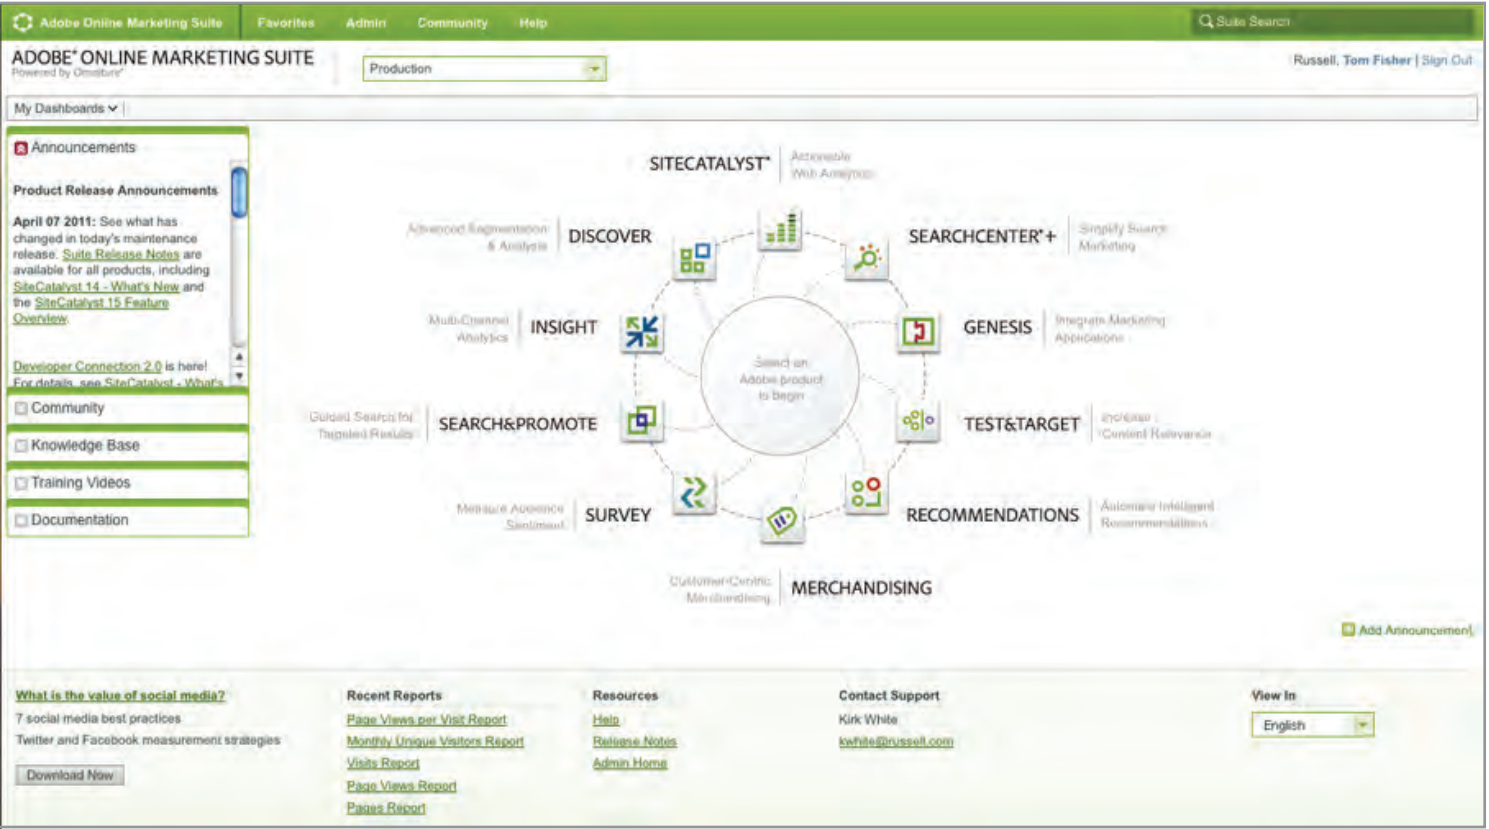 Adobe Online Marketing Suite
Favorites
Admin
Community
Help
Suite Search
ADOBE® ONLINE MARKETING SUITE
Powered by Omniture®
Production
Russell, Tom Fisher | Sign Out
My Dashboards
Announcements
Product Release Announcements
April 07 2011: See what has
changed in today's maintenance
release. Suite Release Notes are
available for all products, including
SiteCatalyst 14 - What's New and
the SiteCatalyst 15 Feature
Overview.
Developer Connection 2.0 is here!
For details, see SiteCatalyst - What's
Community
Knowledge Base
Training Videos
Documentation
SITECATALYST®
Actionable
Web Analytics
Advanced Segmentation
& Analysis
DISCOVER
SEARCHCENTER®+
Simplify Search
Marketing
Multi-Channel
Analytics
INSIGHT
GENESIS
Integrate Marketing
Applications
Select an
Adobe product
to begin
Guided Search for
Targeted Results
SEARCH&PROMOTE
TEST&TARGET
Increase
Content Relevance
Measure Audience
Sentiment
SURVEY
RECOMMENDATIONS
Automate Intelligent
Recommendations
Customer-Centric
Merchandising
MERCHANDISING
Add Announcement
What is the value of social media?
7 social media best practices
Twitter and Facebook measurement strategies
Download Now
Recent Reports
Page Views per Visit Report
Monthly Unique Visitors Report
Visits Report
Page Views Report
Pages Report
Resources
Help
Release Notes
Admin Home
Contact Support
Kirk White
kwhite@russell.com
View In
English